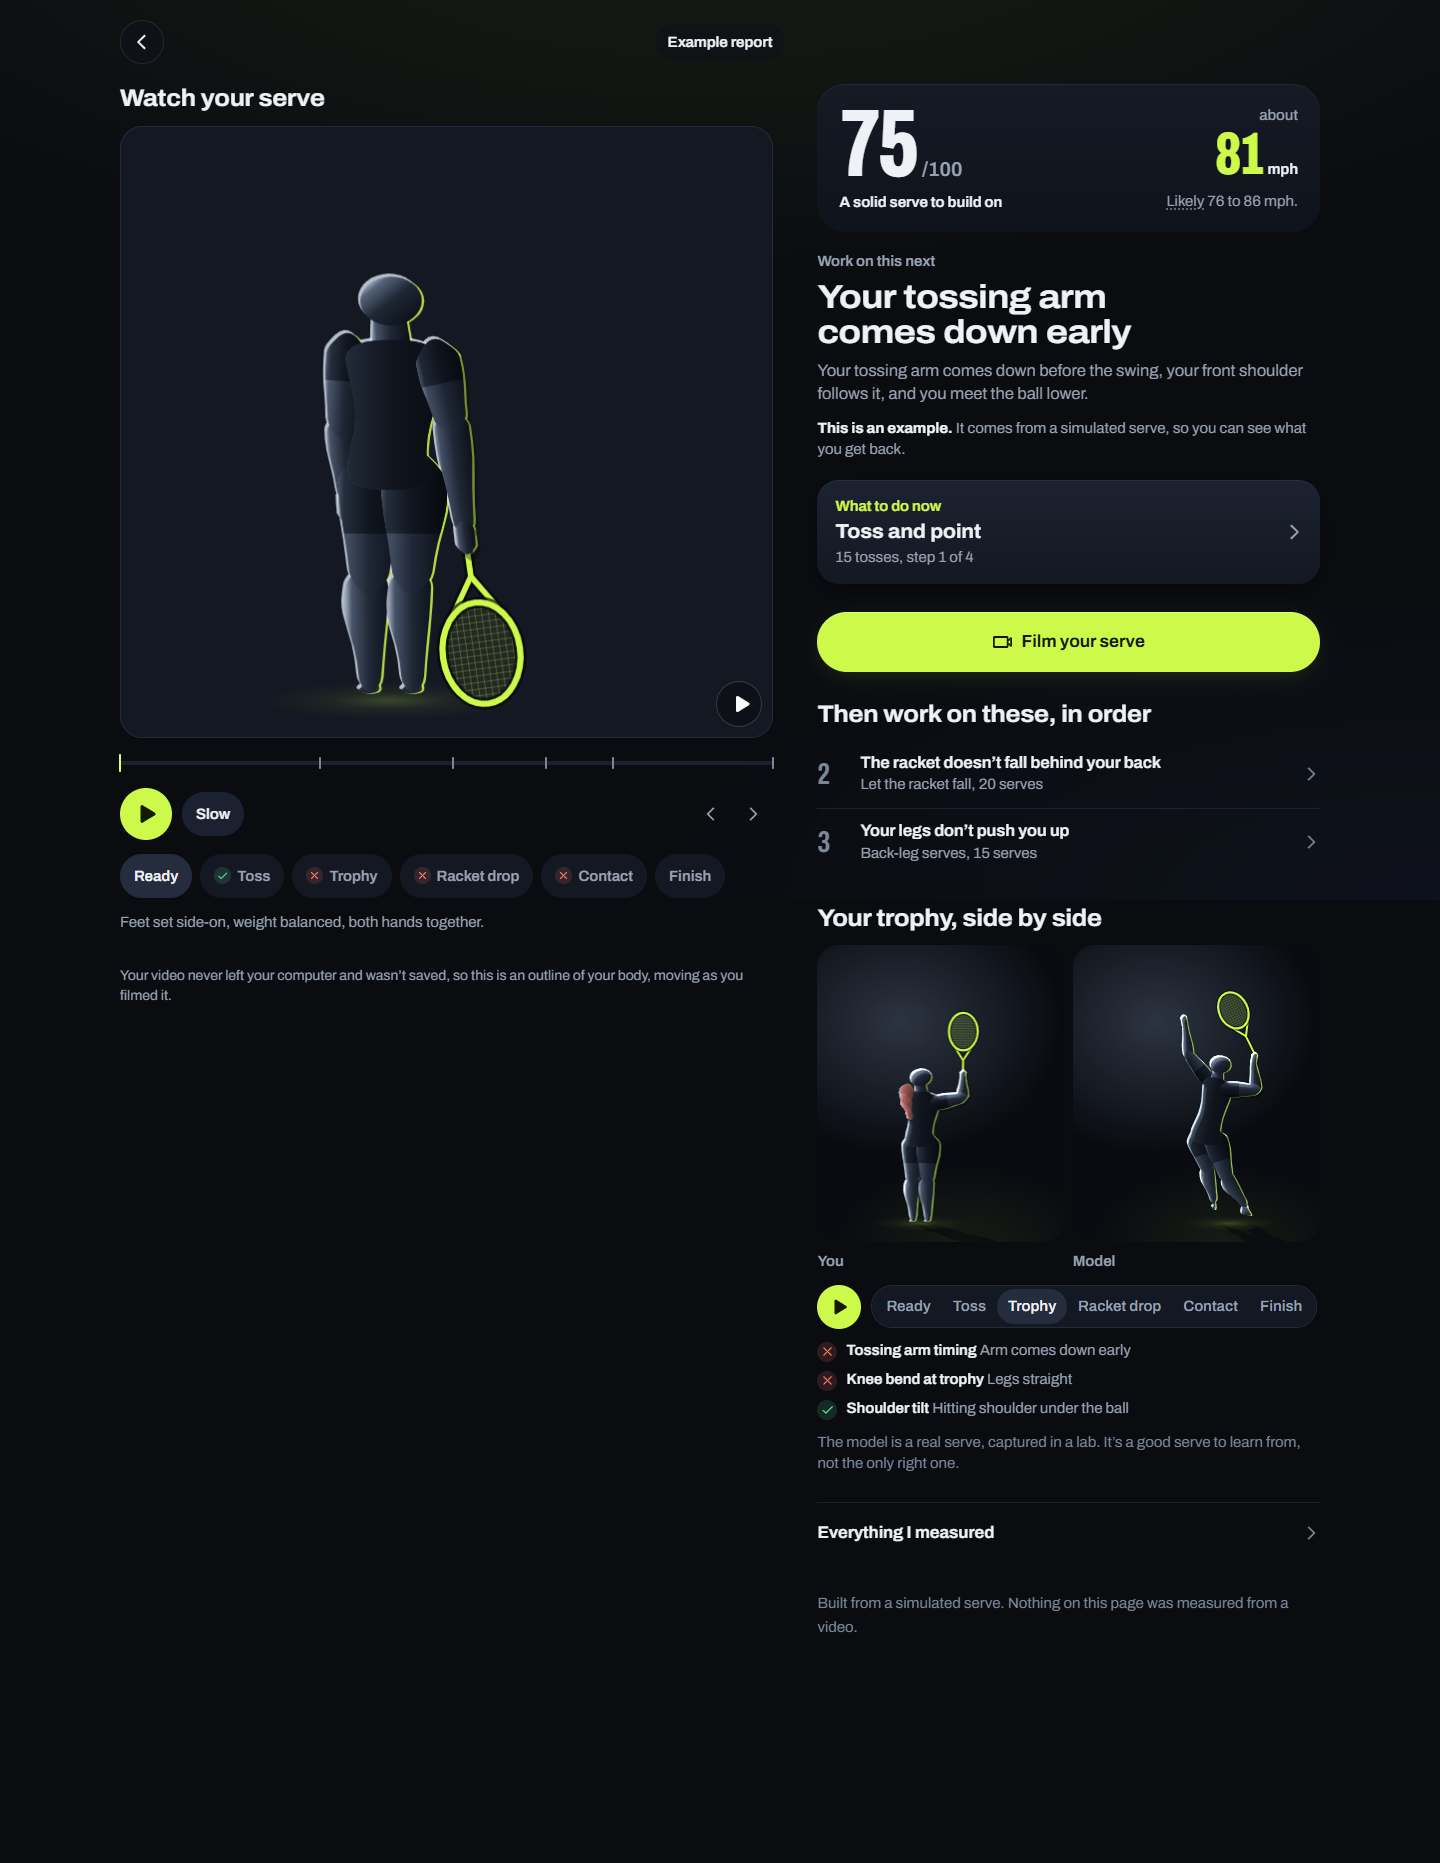 Example report
Watch your serve
Slow
Ready
Toss
Trophy
Racket drop
Contact
Finish
Feet set side-on, weight balanced, both hands together.
Your video never left your computer and wasn’t saved, so this is an outline of your body, moving as you
filmed it.
75 /100
A solid serve to build on
about
81 mph
Likely 76 to 86 mph.
Work on this next
Your tossing arm
comes down early
Your tossing arm comes down before the swing, your front shoulder
follows it, and you meet the ball lower.
This is an example. It comes from a simulated serve, so you can see what
you get back.
What to do now
Toss and point
15 tosses, step 1 of 4
Film your serve
Then work on these, in order
2
The racket doesn’t fall behind your back
Let the racket fall, 20 serves
3
Your legs don’t push you up
Back-leg serves, 15 serves
Your trophy, side by side
You
Model
Ready
Toss
Trophy
Racket drop
Contact
Finish
Tossing arm timing Arm comes down early
Knee bend at trophy Legs straight
Shoulder tilt Hitting shoulder under the ball
The model is a real serve, captured in a lab. It’s a good serve to learn from,
not the only right one.
Everything I measured
Built from a simulated serve. Nothing on this page was measured from a
video.